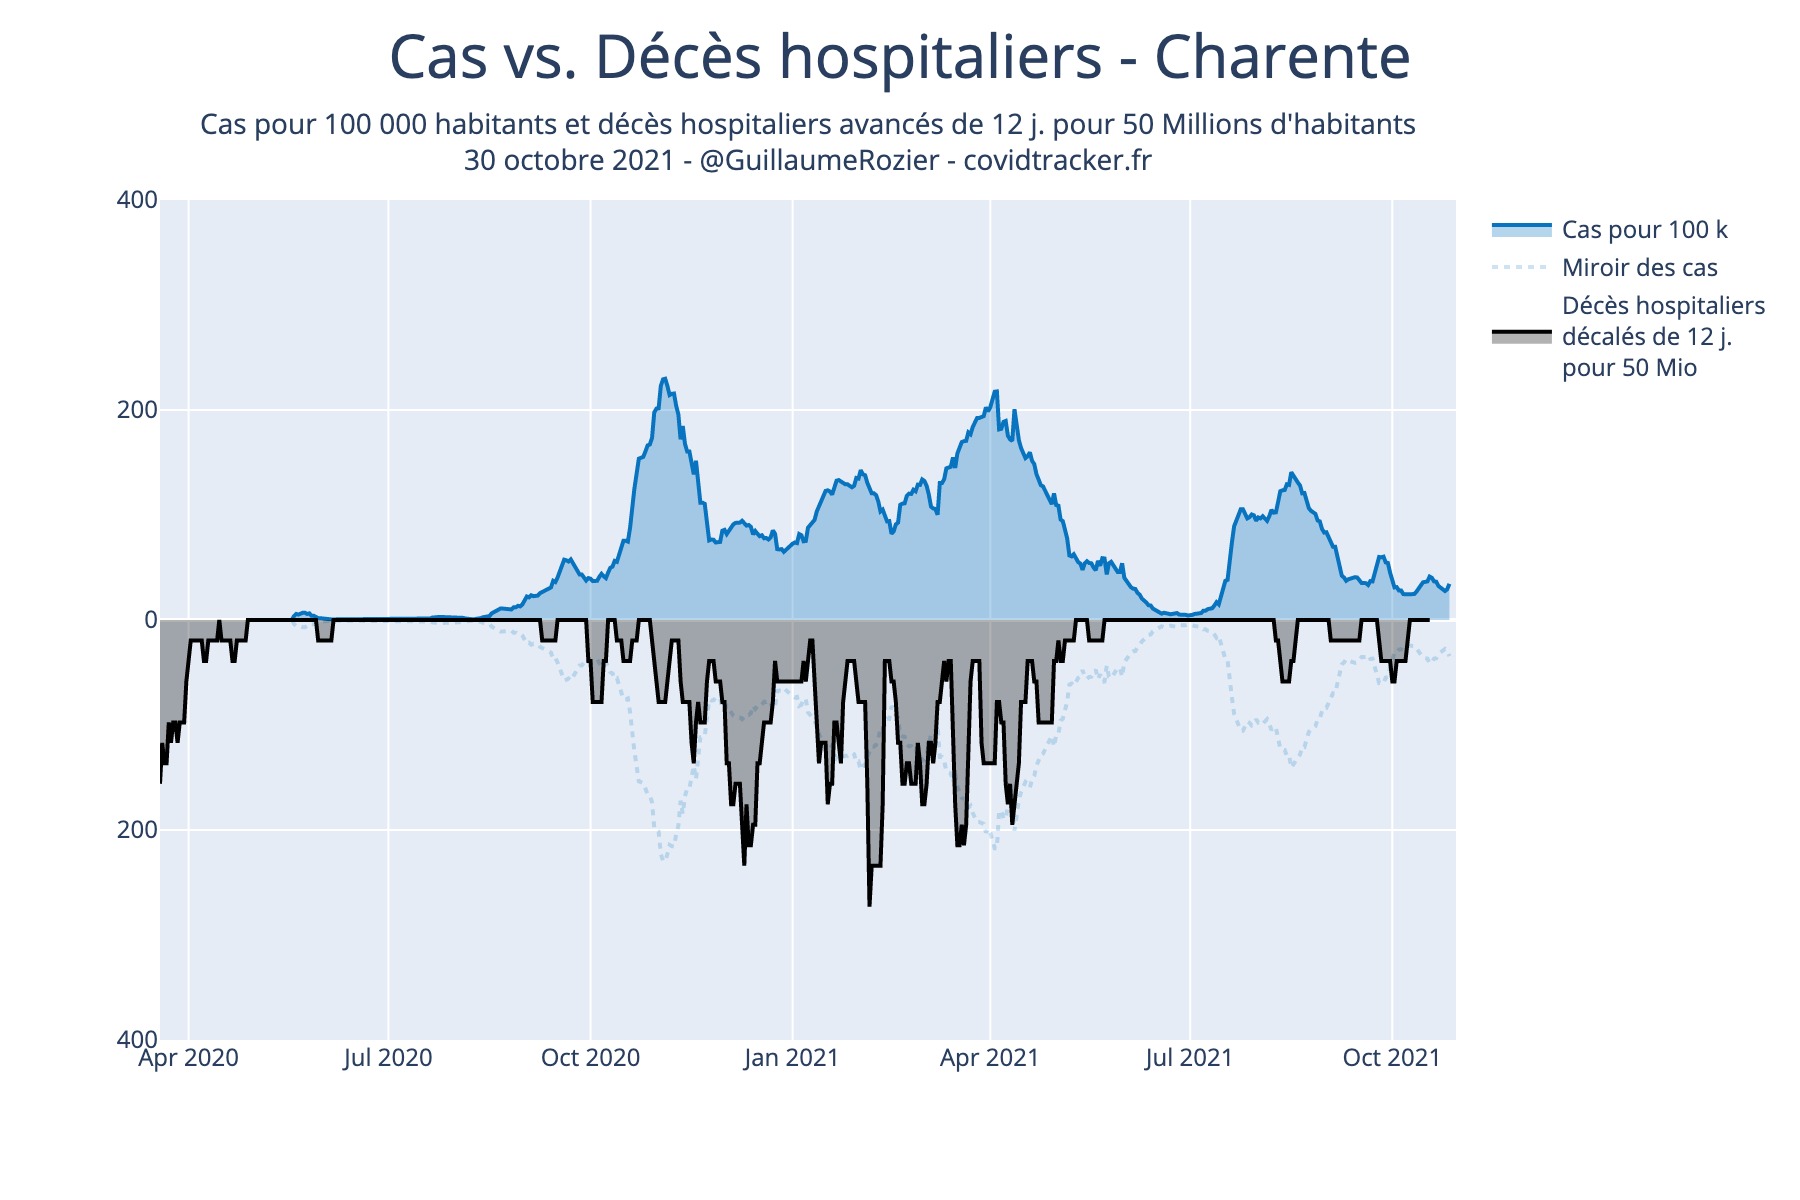 Cas vs. Décès hospitaliers - Charente
Cas pour 100 000 habitants et décès hospitaliers avancés de 12 j. pour 50 Millions d'habitants
30 octobre 2021 - @GuillaumeRozier - covidtracker.fr
400
200
0
200
400
Apr 2020 Jul 2020 Oct 2020 Jan 2021 Apr 2021 Jul 2021 Oct 2021
Cas pour 100 k
Miroir des cas
Décès hospitaliers
décalés de 12 j.
pour 50 Mio